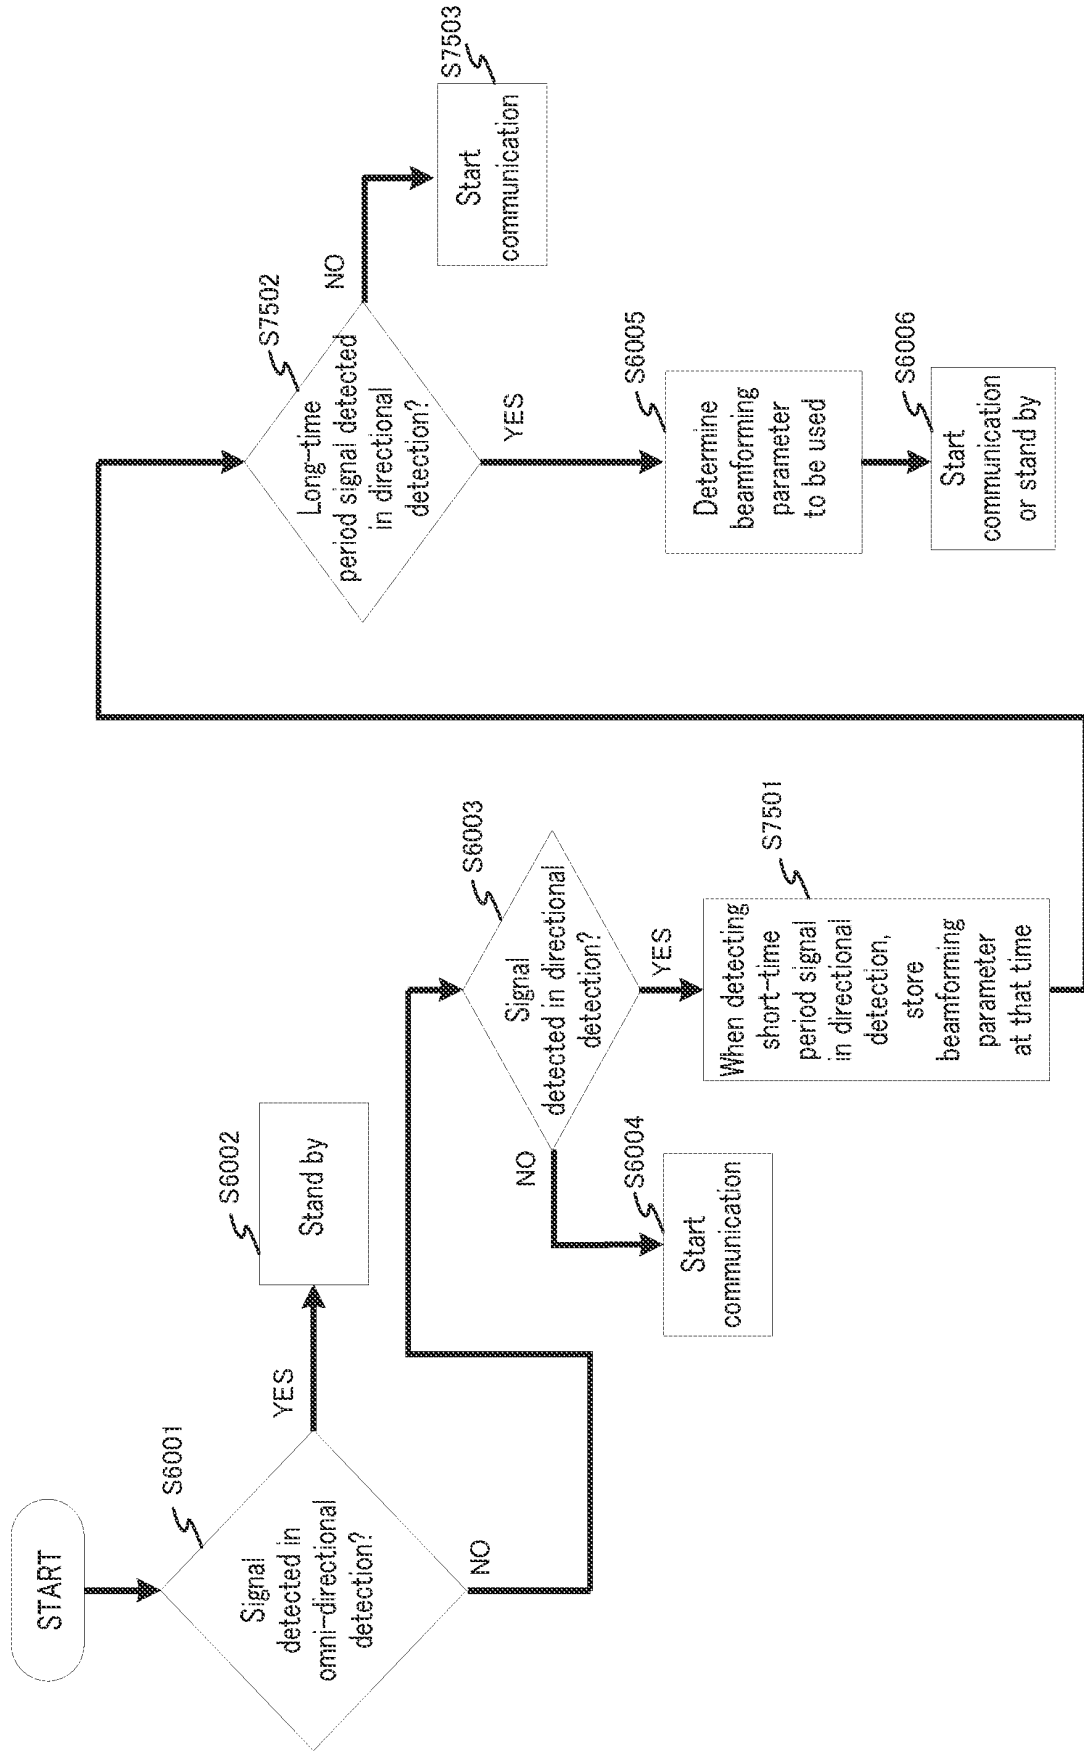 START
S6001
Signal
detected in
omni-directional
detection?
YES
S6002
Stand by
NO
S6003
Signal
detected in directional
detection?
NO
S6004
Start
communication
YES
S7501
When detecting
short-time
period signal
in directional
detection,
store
beamforming
parameter
at that time
S7502
Long-time
period signal detected
in directional
detection?
NO
S7503
Start
communication
YES
S6005
Determine
beamforming
parameter
to be used
S6006
Start
communication
or stand by